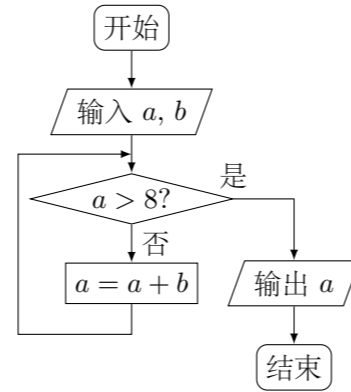 开始
输入 a, b
a > 8?
是
否
a = a + b
输出 a
结束